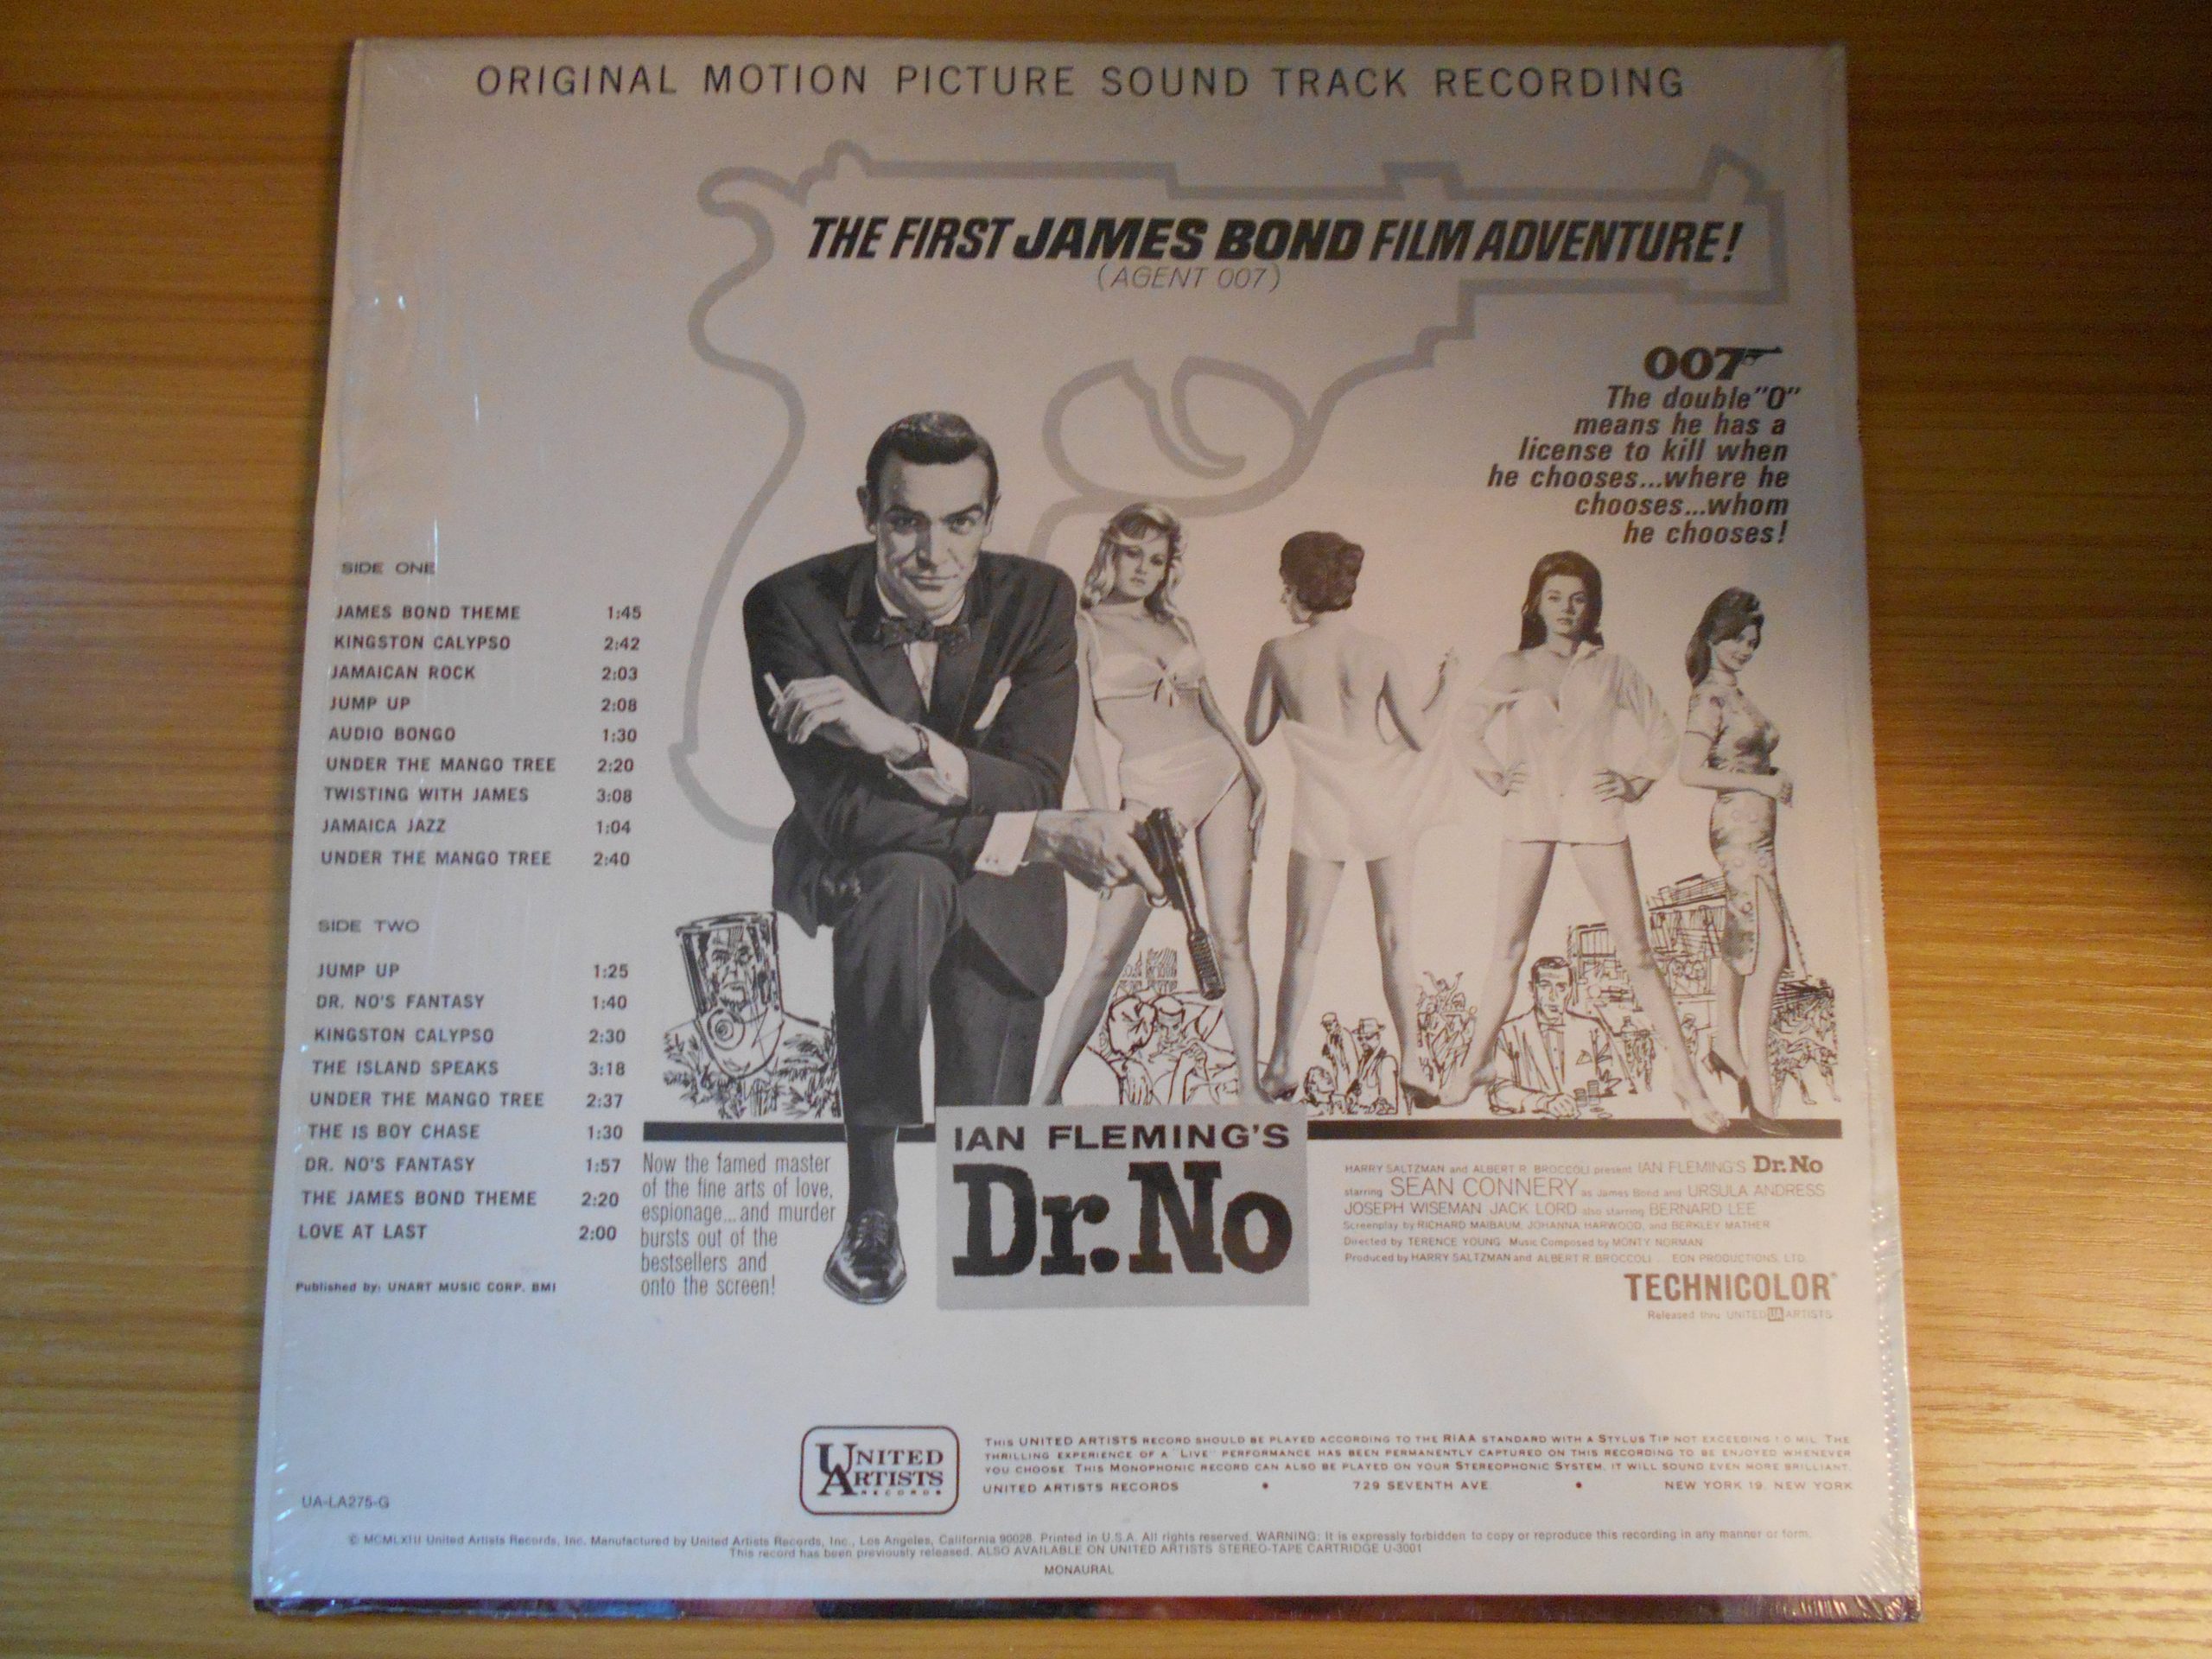 ORIGINAL MOTION PICTURE SOUND TRACK RECORDING
THE FIRST JAMES BOND FILM ADVENTURE!
(AGENT 007)
007
The double "0"
means he has a
license to kill when
he chooses...where he
chooses...whom
he chooses!
SIDE ONE
JAMES BOND THEME 1:45
KINGSTON CALYPSO 2:42
JAMAICAN ROCK 2:03
JUMP UP 2:08
AUDIO BONGO 1:30
UNDER THE MANGO TREE 2:20
TWISTING WITH JAMES 3:08
JAMAICA JAZZ 1:04
UNDER THE MANGO TREE 2:40
SIDE TWO
JUMP UP 1:25
DR. NO'S FANTASY 1:40
KINGSTON CALYPSO 2:30
THE ISLAND SPEAKS 3:18
UNDER THE MANGO TREE 2:37
THE IS BOY CHASE 1:30
DR. NO'S FANTASY 1:57
THE JAMES BOND THEME 2:20
LOVE AT LAST 2:00
Published by: UNART MUSIC CORP. BMI
Now the famed master
of the fine arts of love,
espionage...and murder
bursts out of the
bestsellers and
onto the screen!
IAN FLEMING'S
Dr. No
HARRY SALTZMAN and ALBERT R. BROCCOLI present IAN FLEMING'S Dr. No
starring SEAN CONNERY as James Bond and URSULA ANDRESS
JOSEPH WISEMAN JACK LORD also starring BERNARD LEE
Screenplay by RICHARD MAIBAUM, JOHANNA HARWOOD, and BERKLEY MATHER
Directed by TERENCE YOUNG Music Composed by MONTY NORMAN
Produced by HARRY SALTZMAN and ALBERT R. BROCCOLI . . EON PRODUCTIONS, LTD.
TECHNICOLOR®
Released thru UNITED UA ARTISTS
UNITED
ARTISTS
RECORDS
THIS UNITED ARTISTS RECORD SHOULD BE PLAYED ACCORDING TO THE RIAA STANDARD WITH A STYLUS TIP NOT EXCEEDING 1.0 MIL. THE
THRILLING EXPERIENCE OF A "LIVE" PERFORMANCE HAS BEEN PERMANENTLY CAPTURED ON THIS RECORDING TO BE ENJOYED WHENEVER
YOU CHOOSE. THIS MONOPHONIC RECORD CAN ALSO BE PLAYED ON YOUR STEREOPHONIC SYSTEM. IT WILL SOUND EVEN MORE BRILLIANT.
UNITED ARTISTS RECORDS • 729 SEVENTH AVE. • NEW YORK 19, NEW YORK
UA-LA275-G
© MCMLXIII United Artists Records, Inc. Manufactured by United Artists Records, Inc., Los Angeles, California 90028. Printed in U.S.A. All rights reserved. WARNING: It is expressly forbidden to copy or reproduce this recording in any manner or form.
This record has been previously released. ALSO AVAILABLE ON UNITED ARTISTS STEREO-TAPE CARTRIDGE U-3001
MONAURAL